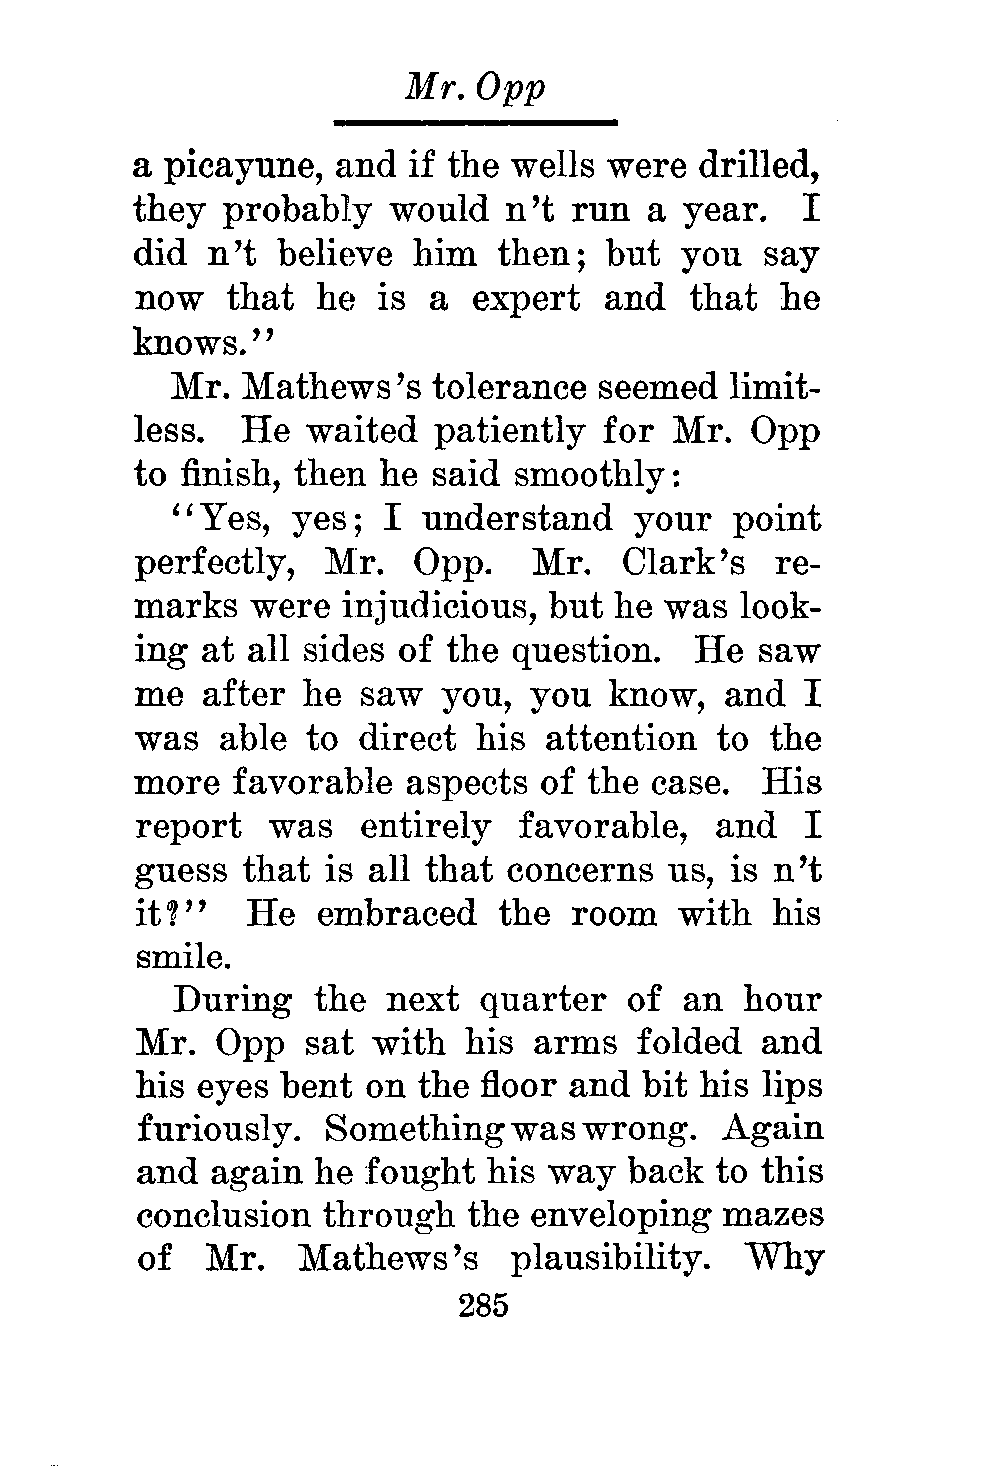 Mr. Opp
a picayune, and if the wells were drilled,
they probably would n't run a year. I
did n't believe him then; but you say
now that he is a expert and that he
knows."
Mr. Mathews's tolerance seemed limit-
less. He waited patiently for Mr. Opp
to finish, then he said smoothly:
"Yes, yes; I understand your point
perfectly, Mr. Opp. Mr. Clark's re-
marks were injudicious, but he was look-
ing at all sides of the question. He saw
me after he saw you, you know, and I
was able to direct his attention to the
more favorable aspects of the case. His
report was entirely favorable, and I
guess that is all that concerns us, is n't
it?" He embraced the room with his
smile.
During the next quarter of an hour
Mr. Opp sat with his arms folded and
his eyes bent on the floor and bit his lips
furiously. Something was wrong. Again
and again he fought his way back to this
conclusion through the enveloping mazes
of Mr. Mathews's plausibility. Why
285